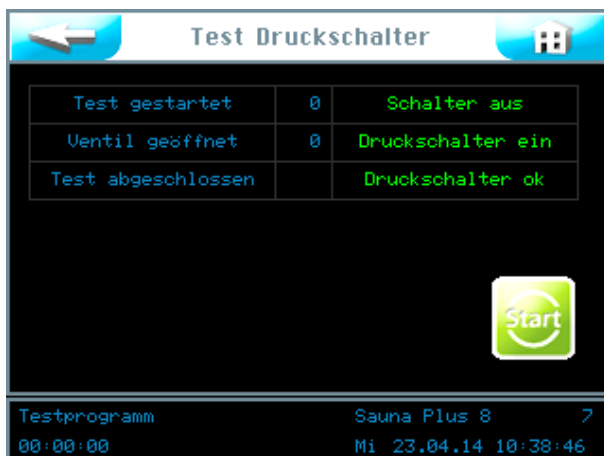 Test Druckschalter
Test gestartet 0 Schalter aus
Ventil geöffnet 0 Druckschalter ein
Test abgeschlossen Druckschalter ok
Start
Testprogramm Sauna Plus 8 7
00:00:00 Mi 23.04.14 10:38:46